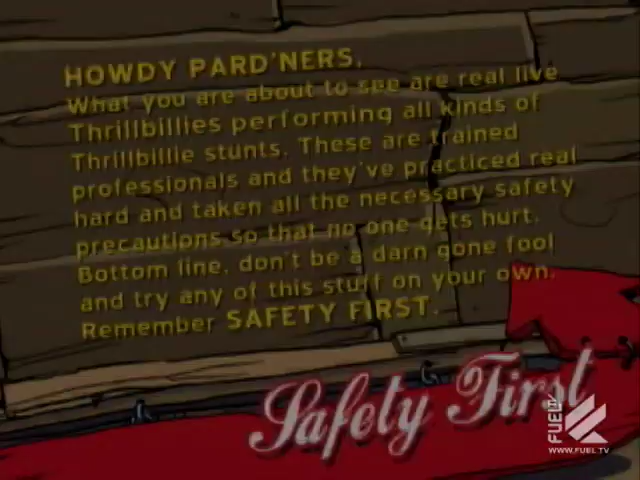 HOWDY PARD'NERS,
What you are about to see are real live
Thrillbillies performing all kinds of
Thrillbillie stunts. These are trained
professionals and they've practiced real
hard and taken all the necessary safety
precautions so that no one gets hurt.
Bottom line, don't be a darn gone fool
and try any of this stuff on your own.
Remember SAFETY FIRST.
Safety First
FUEL TV
WWW.FUEL.TV